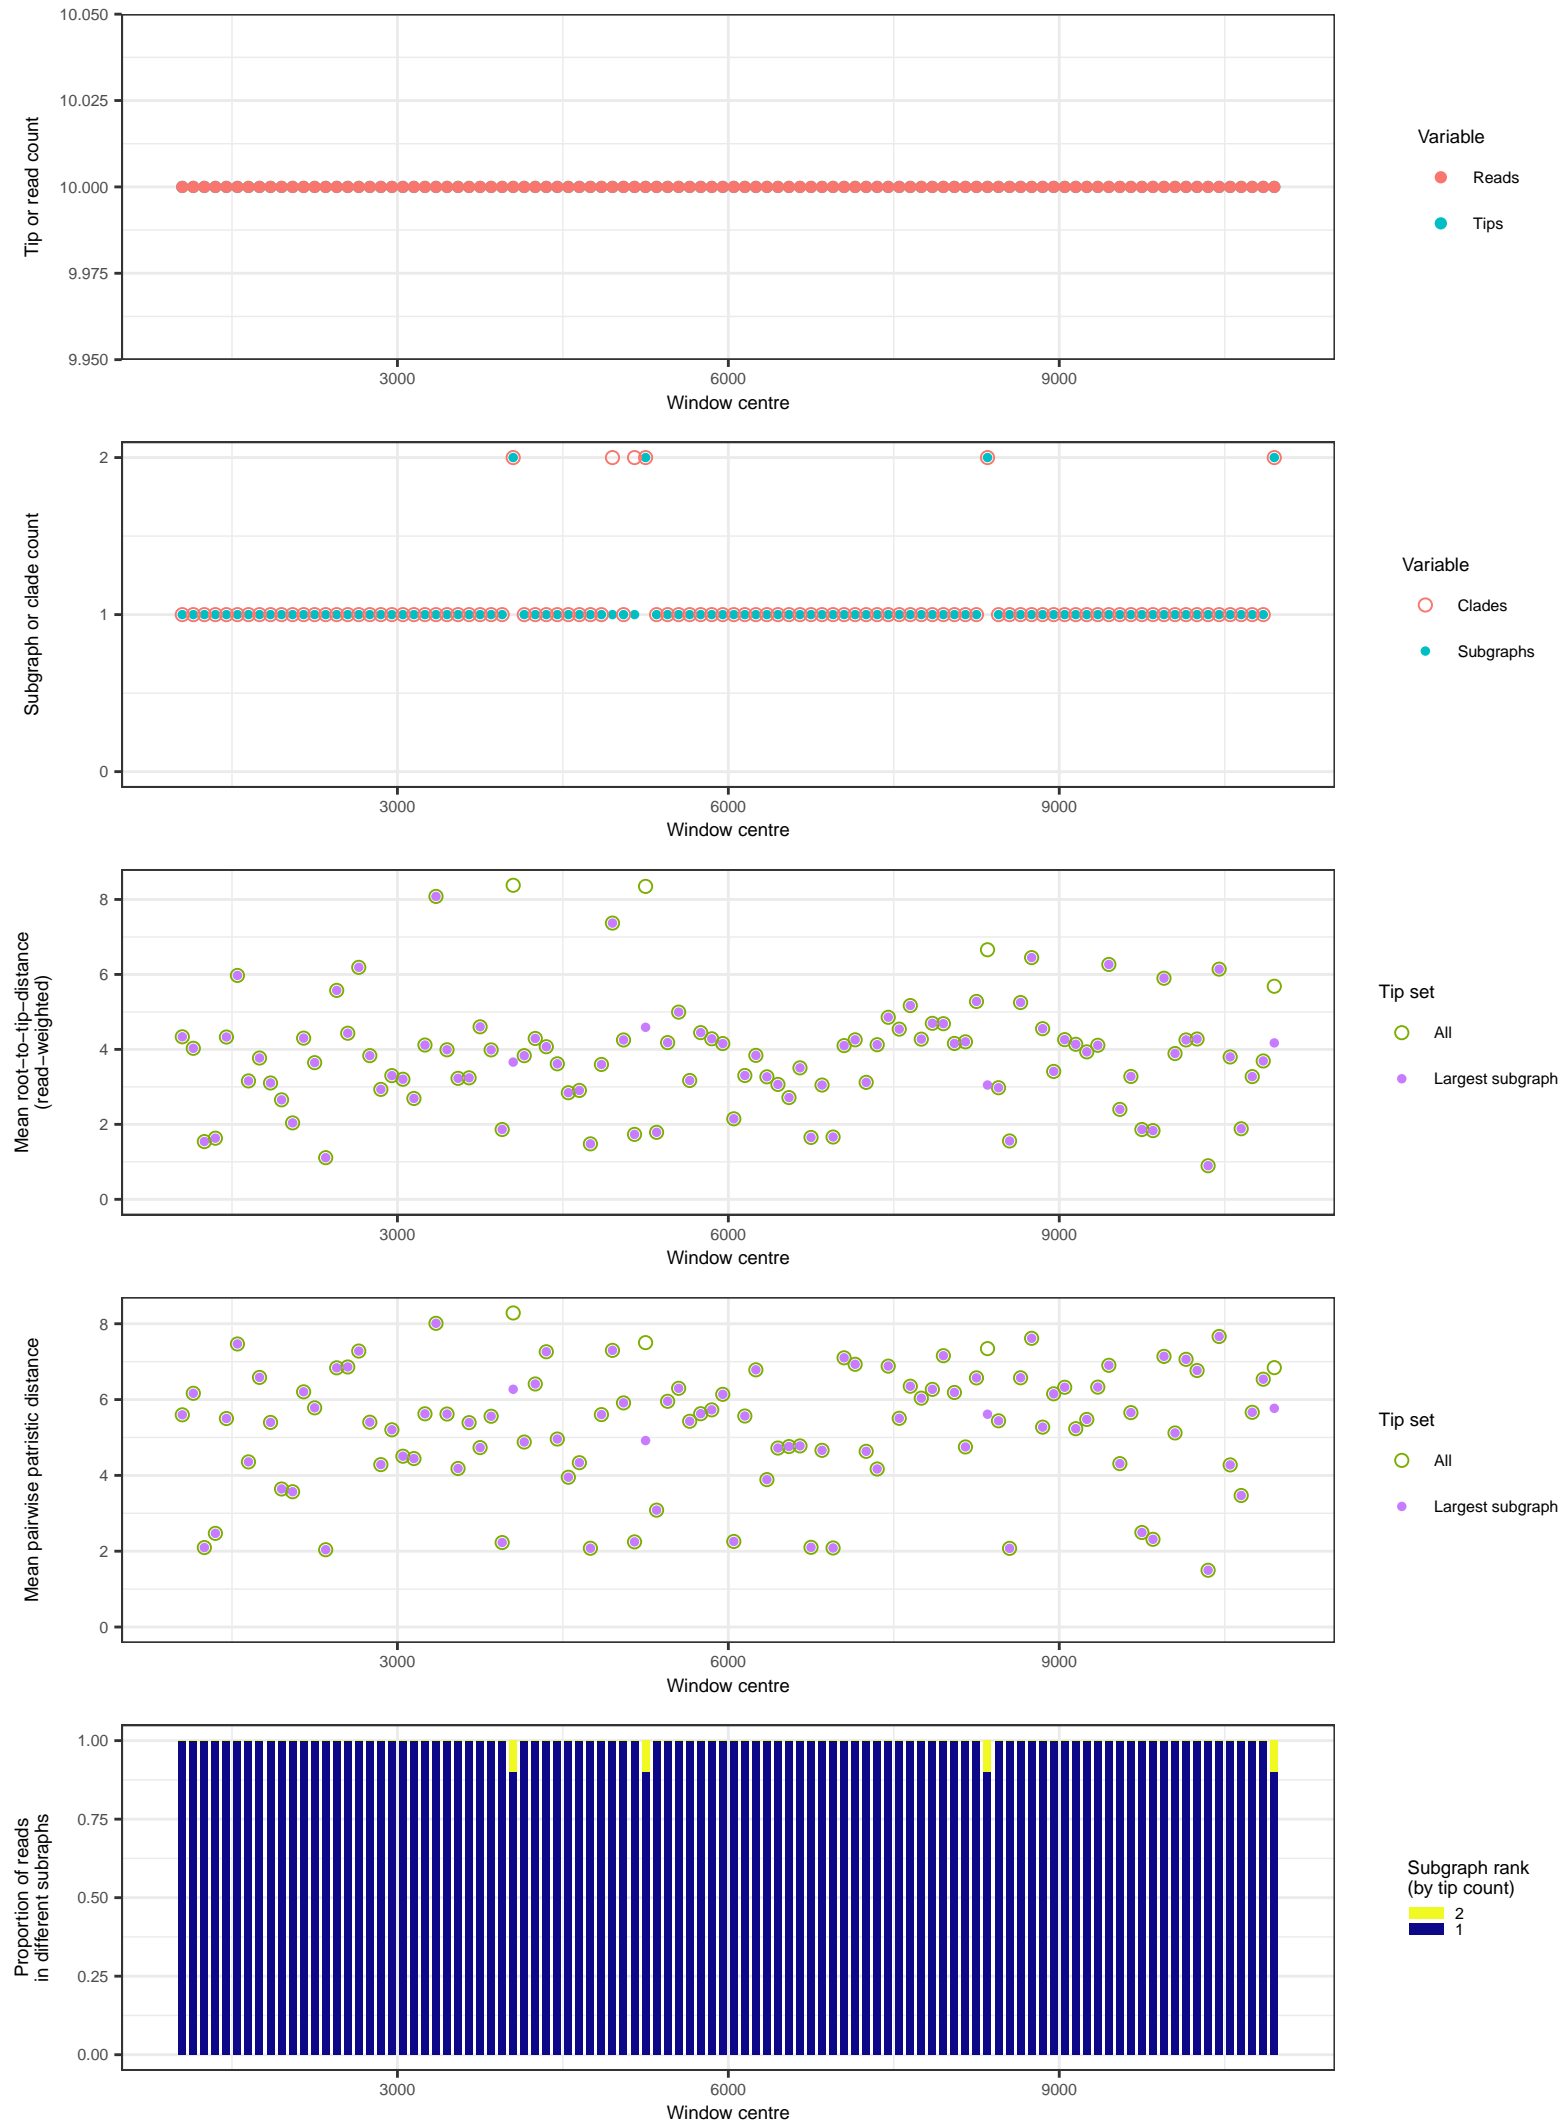 10.050
10.025
10.000
9.975
9.950
Tip or read count
3000
6000
9000
Window centre
Variable
Reads
Tips
2
1
0
Subgraph or clade count
3000
6000
9000
Window centre
Variable
Clades
Subgraphs
8
6
4
2
0
Mean root−to−tip−distance
(read−weighted)
3000
6000
9000
Window centre
Tip set
All
Largest subgraph
8
6
4
2
0
Mean pairwise patristic distance
3000
6000
9000
Window centre
Tip set
All
Largest subgraph
1.00
0.75
0.50
0.25
0.00
Proportion of reads
in different subraphs
3000
6000
9000
Window centre
Subgraph rank
(by tip count)
2
1